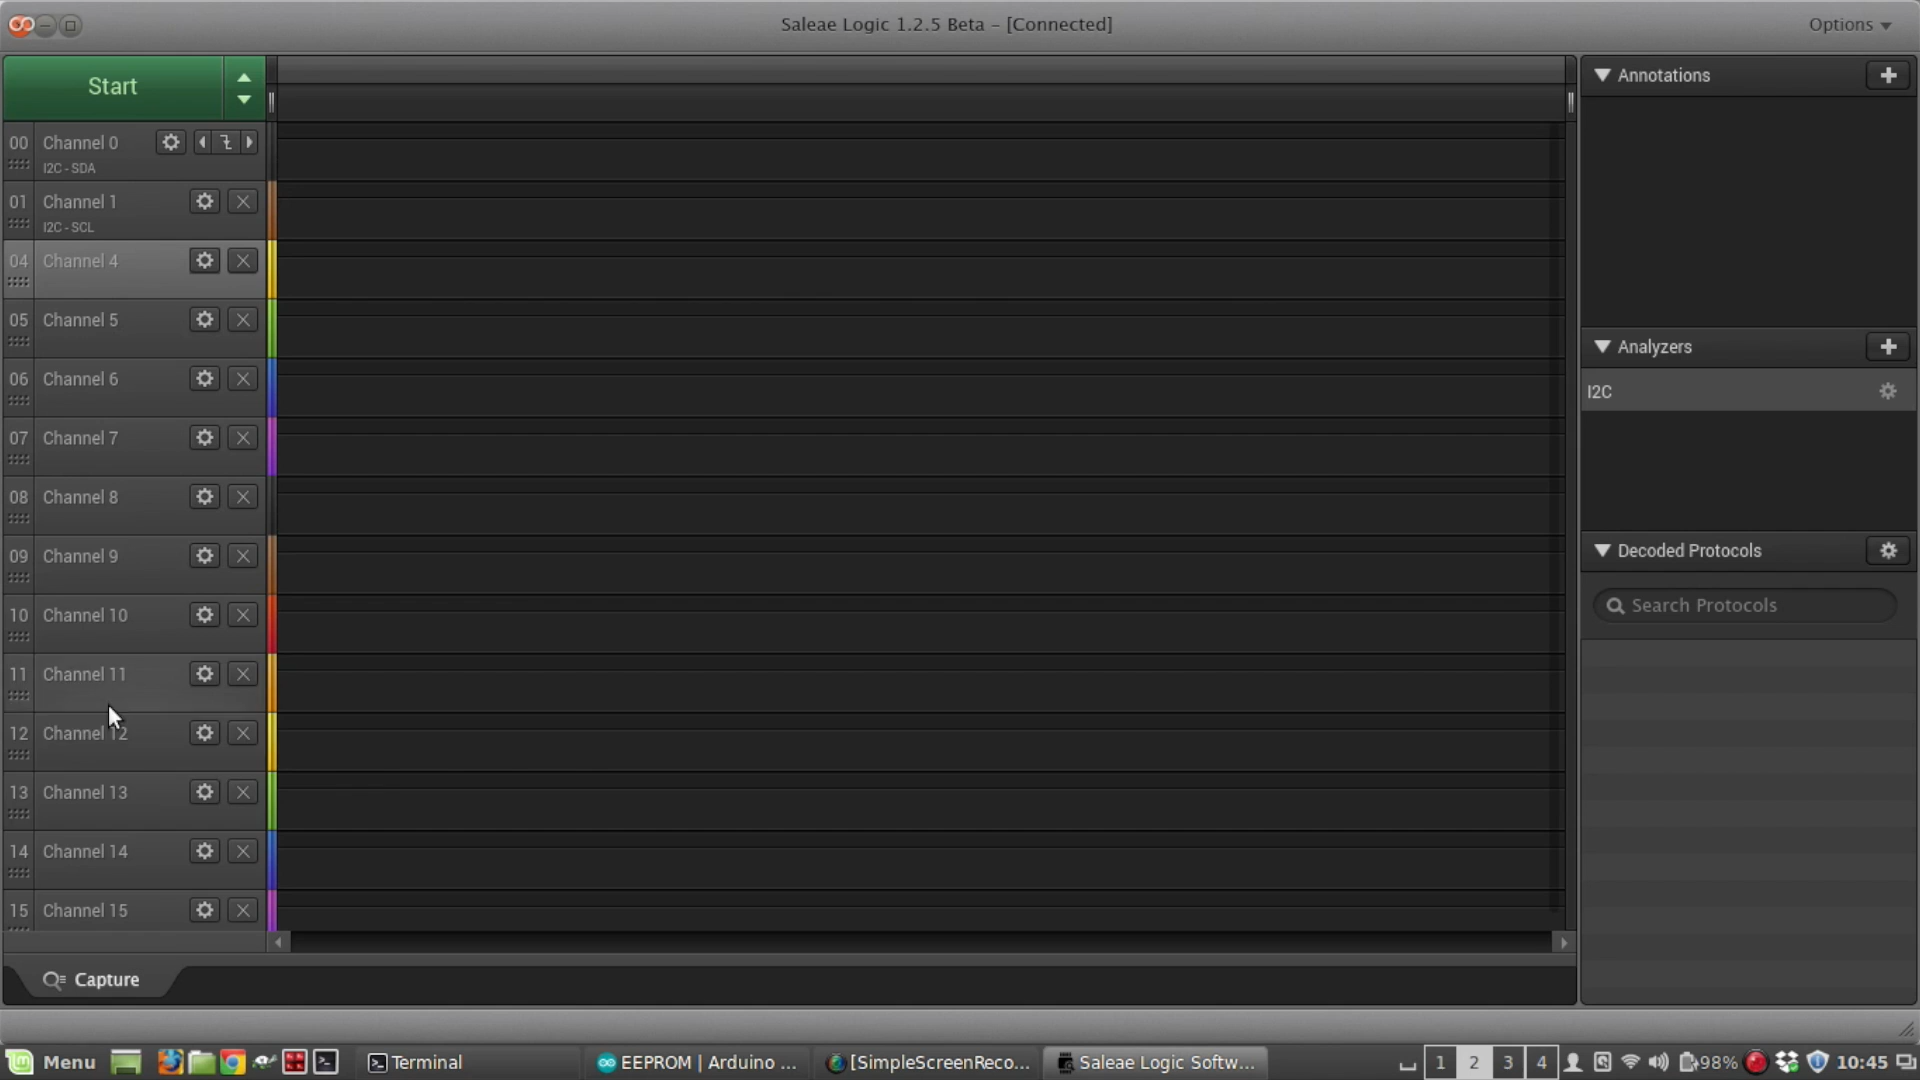 Saleae Logic 1.2.5 Beta - [Connected]
Options
Start
Annotations
00 Channel 0
I2C - SDA
01 Channel 1
I2C - SCL
04 Channel 4
05 Channel 5
06 Channel 6
07 Channel 7
08 Channel 8
09 Channel 9
10 Channel 10
11 Channel 11
12 Channel 12
13 Channel 13
14 Channel 14
15 Channel 15
Analyzers
I2C
Decoded Protocols
Search Protocols
Capture
Menu
Terminal
EEPROM | Arduino ...
[SimpleScreenReco...
Saleae Logic Softw...
1 2 3 4
98%
10:45